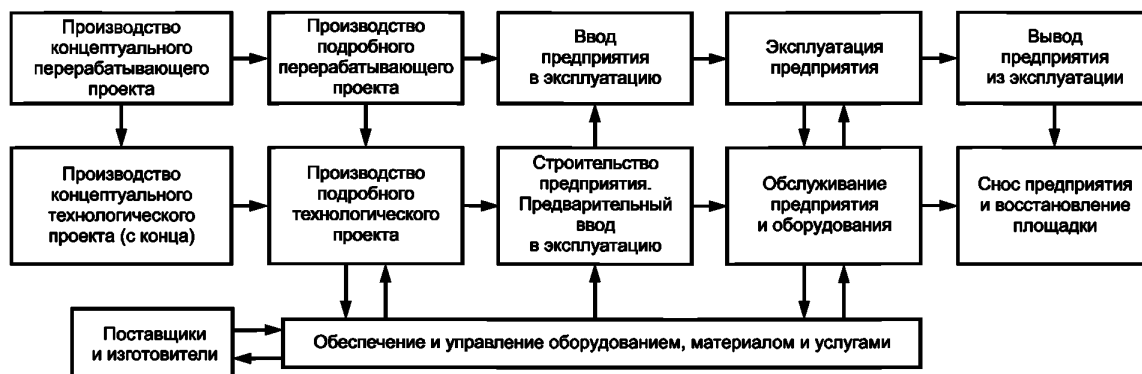 Производство
концептуального
перерабатывающего
проекта
Производство
подробного
перерабатывающего
проекта
Ввод
предприятия
в эксплуатацию
Эксплуатация
предприятия
Вывод
предприятия
из эксплуатации
Производство
концептуального
технологического
проекта (с конца)
Производство
подробного
технологического
проекта
Строительство
предприятия.
Предварительный
ввод
в эксплуатацию
Обслуживание
предприятия
и оборудования
Снос предприятия
и восстановление
площадки
Поставщики
и изготовители
Обеспечение и управление оборудованием, материалом и услугами